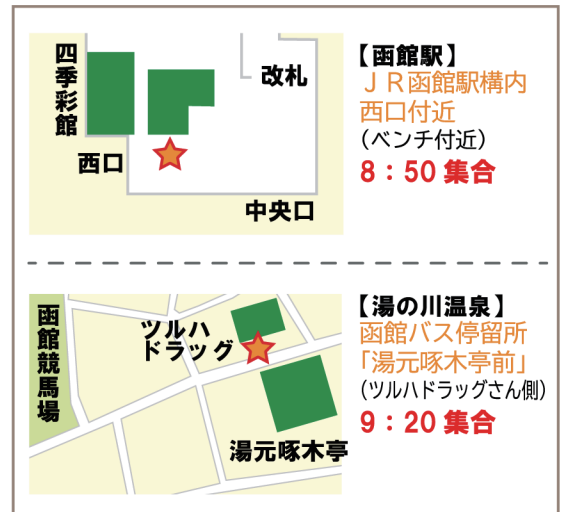 四季彩館
改札
西口
中央口
【函館駅】
ＪＲ函館駅構内
西口付近
（ベンチ付近）
8：50 集合
函館競馬場
ツルハ
ドラッグ
湯元啄木亭
【湯の川温泉】
函館バス停留所
「湯元啄木亭前」
（ツルハドラッグさん側）
9：20 集合